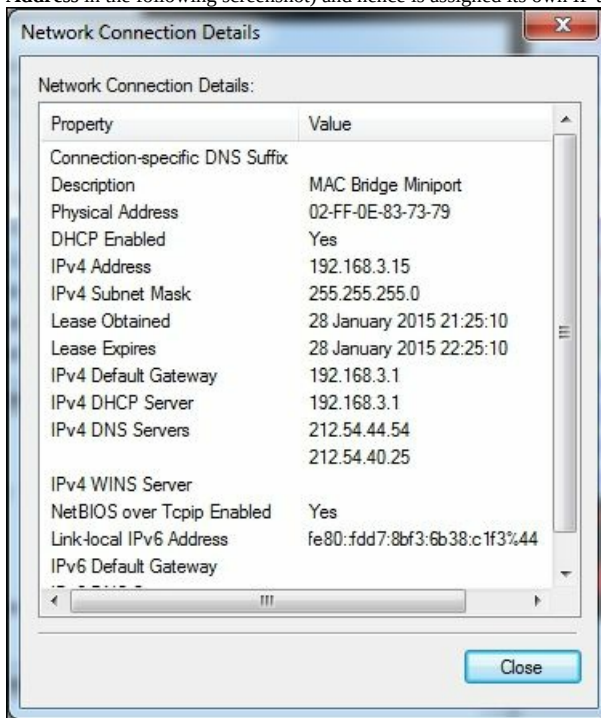 Address in the following screenshot) and hence is assigned its own IP
Network Connection Details
x
Network Connection Details:
Property Value
Connection-specific DNS Suffix
Description MAC Bridge Miniport
Physical Address 02-FF-0E-83-73-79
DHCP Enabled Yes
IPv4 Address 192.168.3.15
IPv4 Subnet Mask 255.255.255.0
Lease Obtained 28 January 2015 21:25:10
Lease Expires 28 January 2015 22:25:10
IPv4 Default Gateway 192.168.3.1
IPv4 DHCP Server 192.168.3.1
IPv4 DNS Servers 212.54.44.54
212.54.40.25
IPv4 WINS Server
NetBIOS over Tcpip Enabled Yes
Link-local IPv6 Address fe80::fdd7:8bf3:6b38:c1f3%44
IPv6 Default Gateway
Close